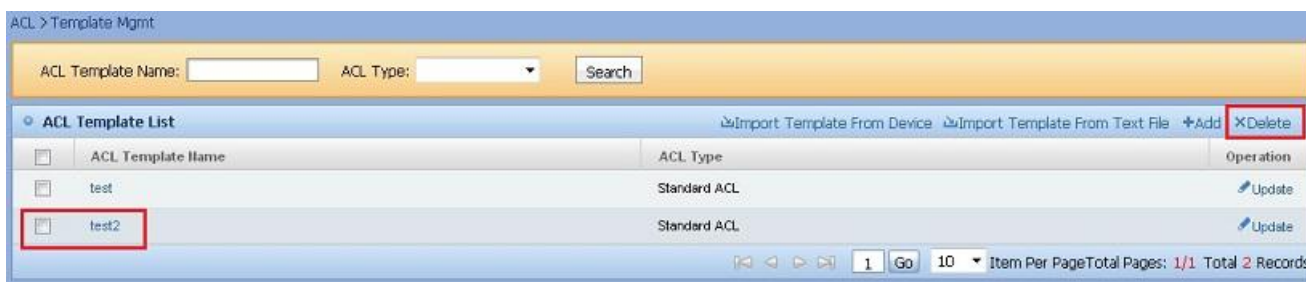 ACL > Template Mgmt
ACL Template Name: ACL Type: Search
ACL Template List Import Template From Device Import Template From Text File +Add ×Delete
ACL Template Name ACL Type Operation
test Standard ACL Update
test2 Standard ACL Update
1 Go 10 Item Per PageTotal Pages: 1/1 Total 2 Records